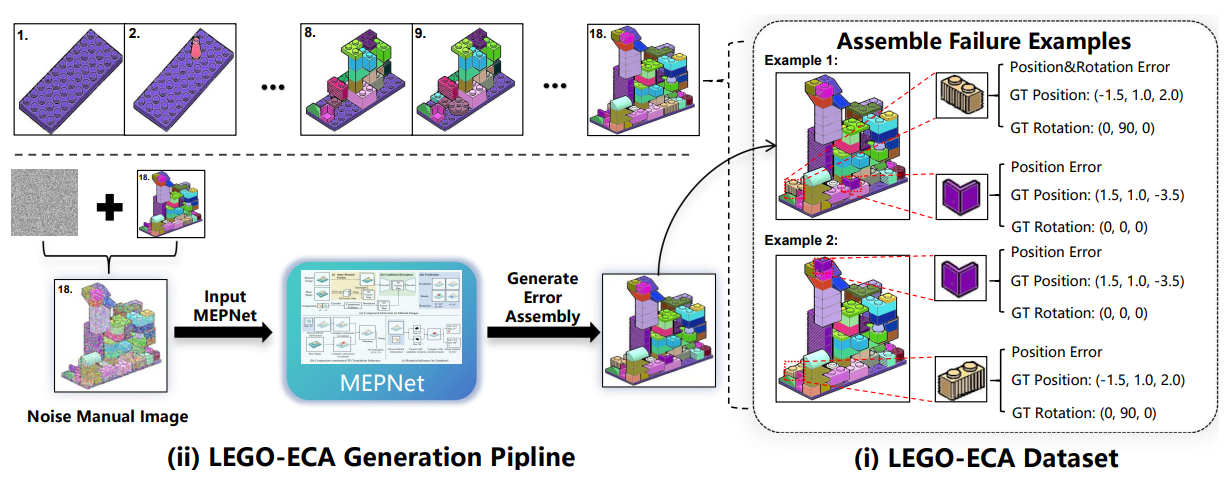 1.
2.
...
8.
9.
...
18.
18.
18.
Noise Manual Image
Input
MEPNet
MEPNet
Generate
Error
Assembly
(ii) LEGO-ECA Generation Pipline
Assemble Failure Examples
Example 1:
Position&Rotation Error
GT Position: (-1.5, 1.0, 2.0)
GT Rotation: (0, 90, 0)
Position Error
GT Position: (1.5, 1.0, -3.5)
GT Rotation: (0, 0, 0)
Example 2:
Position Error
GT Position: (1.5, 1.0, -3.5)
GT Rotation: (0, 0, 0)
Position Error
GT Position: (-1.5, 1.0, 2.0)
GT Rotation: (0, 90, 0)
(i) LEGO-ECA Dataset